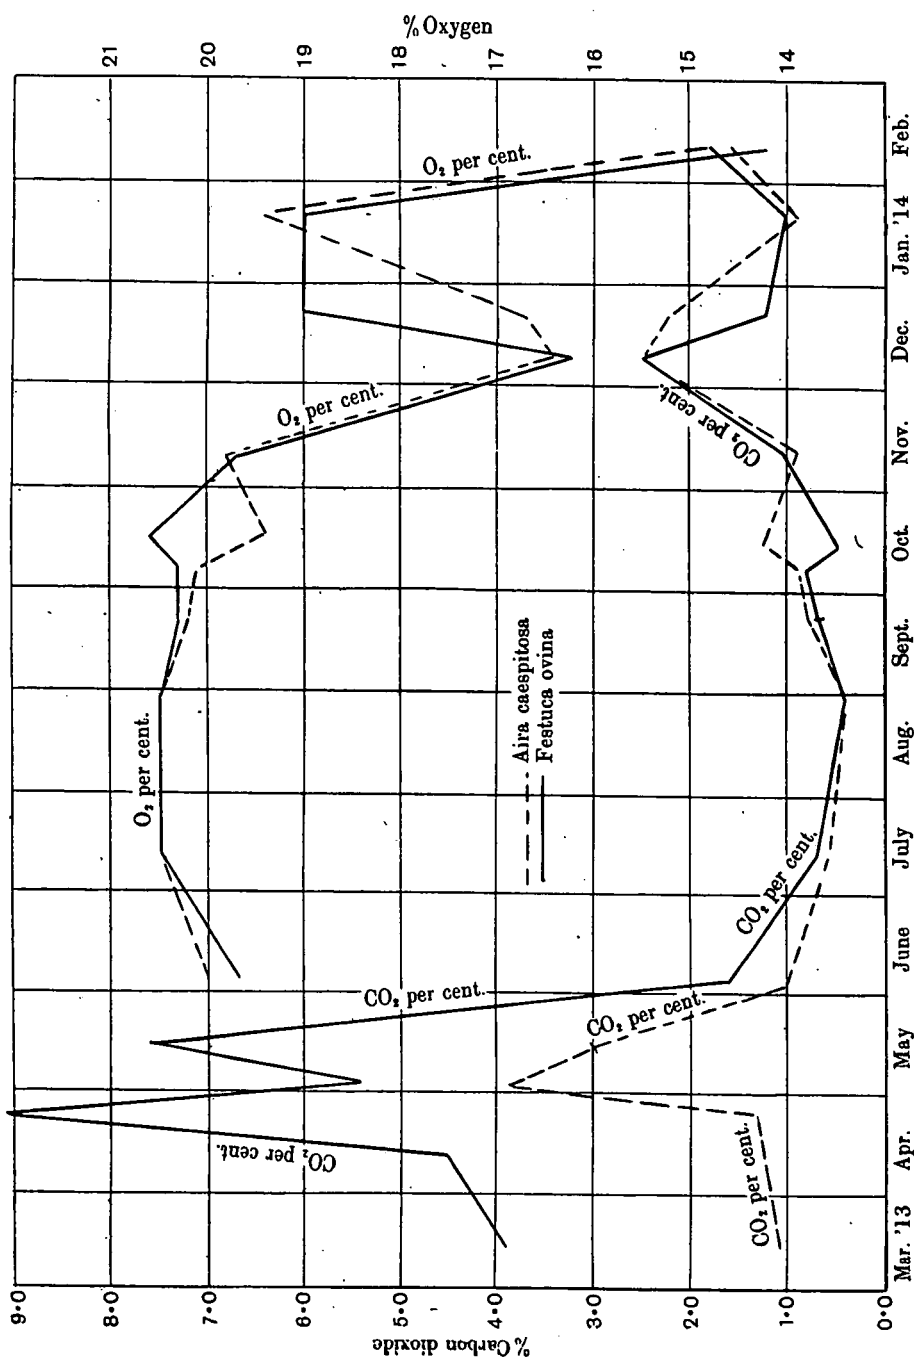 % Oxygen
21
20
19
18
17
16
15
14
O₂ per cent.
O₂ per cent.
O₂ per cent.
CO₂ per cent.
CO₂ per cent.
CO₂ per cent.
CO₂ per cent.
CO₂ per cent.
CO₂ per cent.
Aira caespitosa
Festuca ovina
% Carbon dioxide
9·0
8·0
7·0
6·0
5·0
4·0
3·0
2·0
1·0
0·0
Mar. '13
Apr.
May
June
July
Aug.
Sept.
Oct.
Nov.
Dec.
Jan. '14
Feb.